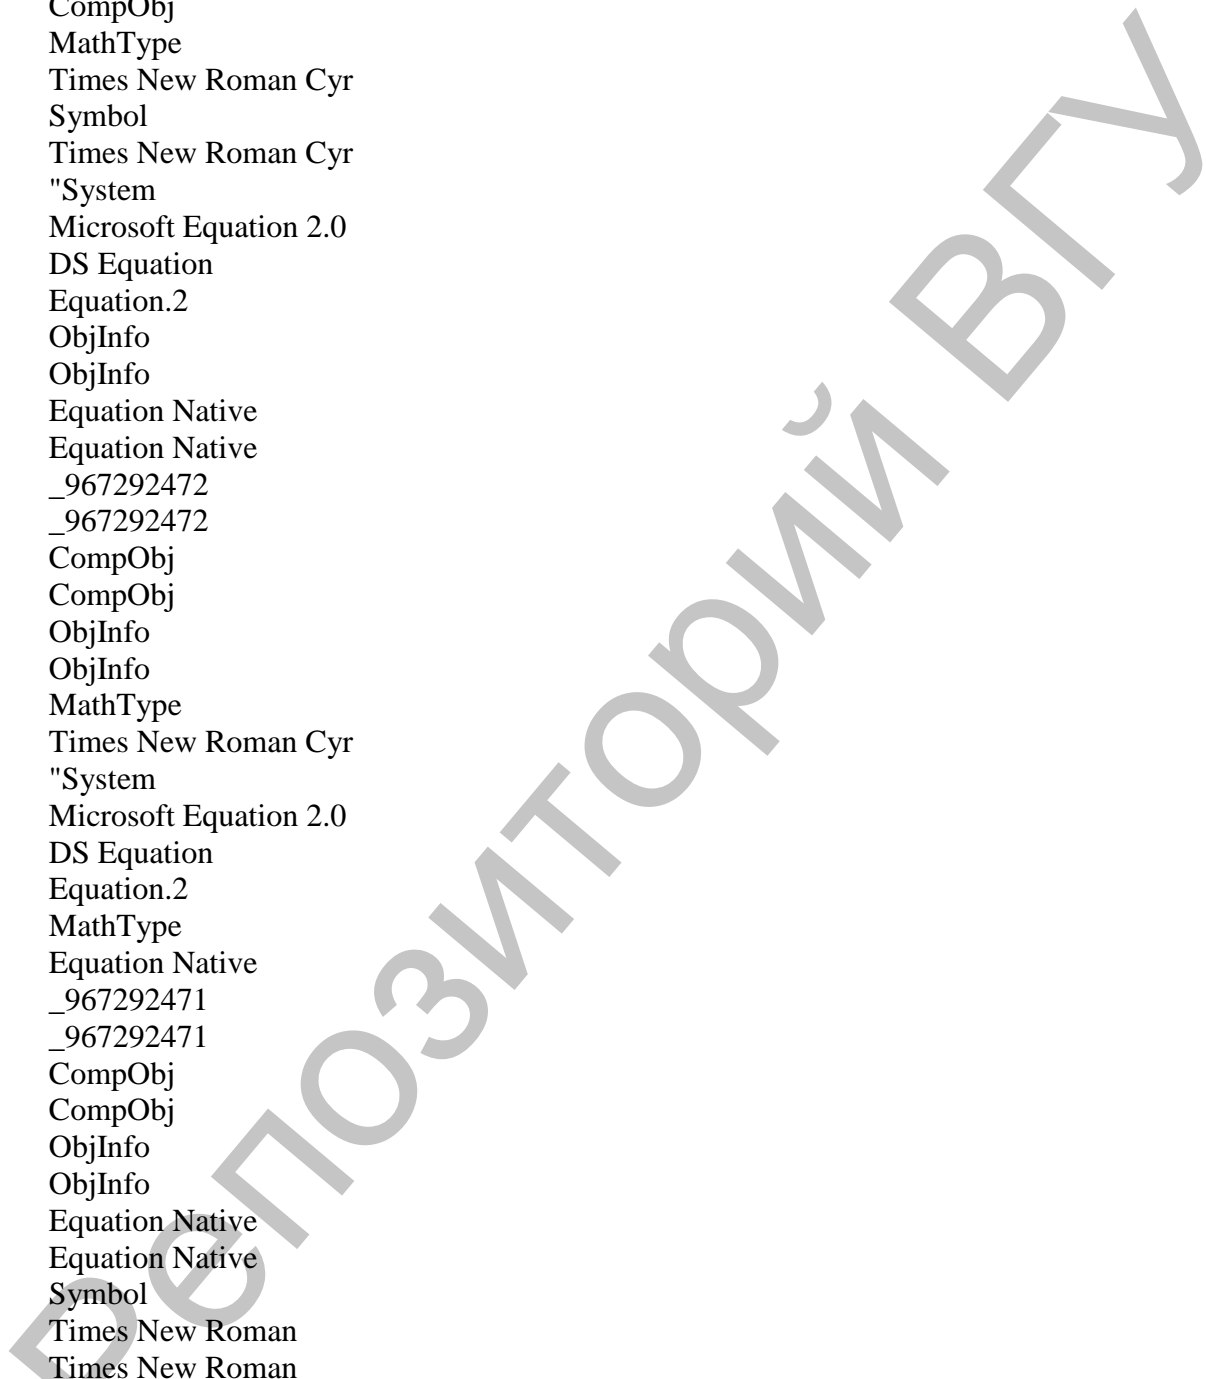 CompObj
MathType
Times New Roman Cyr
Symbol
Times New Roman Cyr
"System
Microsoft Equation 2.0
DS Equation
Equation.2
ObjInfo
ObjInfo
Equation Native
Equation Native
_967292472
_967292472
CompObj
CompObj
ObjInfo
ObjInfo
MathType
Times New Roman Cyr
"System
Microsoft Equation 2.0
DS Equation
Equation.2
MathType
Equation Native
_967292471
_967292471
CompObj
CompObj
ObjInfo
ObjInfo
Equation Native
Equation Native
Symbol
Times New Roman
Times New Roman
Репозиторий ВГУ